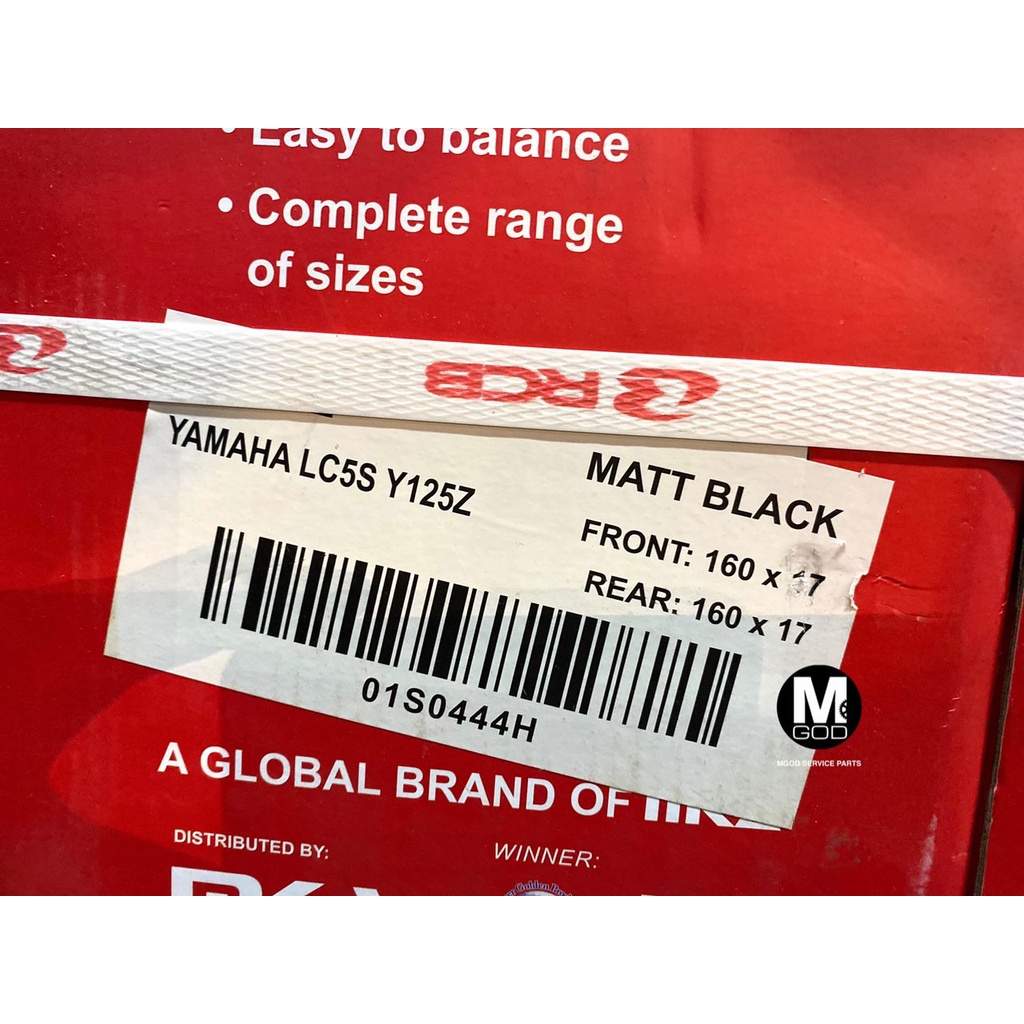 • Easy to balance
• Complete range
of sizes
RCB
YAMAHA LC5S Y125Z
MATT BLACK
FRONT: 160 x 17
REAR: 160 x 17
01S0444H
M
GOD
MGOD SERVICE PARTS
A GLOBAL BRAND OF
DISTRIBUTED BY:
WINNER: